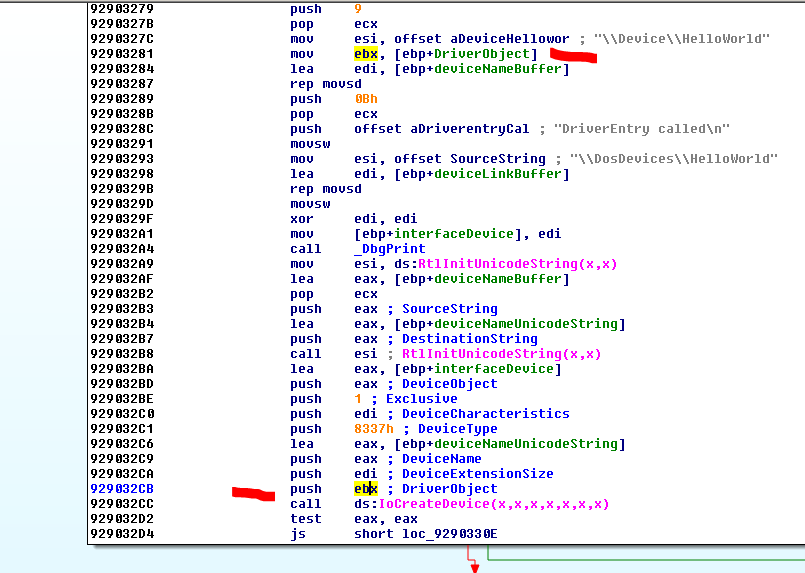 92903279 push 9
9290327B pop ecx
9290327C mov esi, offset aDeviceHellowor ; "\\Device\\HelloWorld"
92903281 mov ebx, [ebp+DriverObject]
92903284 lea edi, [ebp+deviceNameBuffer]
92903287 rep movsd
92903289 push 0Bh
9290328B pop ecx
9290328C push offset aDriverentryCal ; "DriverEntry called\n"
92903291 movsw
92903293 mov esi, offset SourceString ; "\\DosDevices\\HelloWorld"
92903298 lea edi, [ebp+deviceLinkBuffer]
9290329B rep movsd
9290329D movsw
9290329F xor edi, edi
929032A1 mov [ebp+interfaceDevice], edi
929032A4 call _DbgPrint
929032A9 mov esi, ds:RtlInitUnicodeString(x,x)
929032AF lea eax, [ebp+deviceNameBuffer]
929032B2 pop ecx
929032B3 push eax ; SourceString
929032B4 lea eax, [ebp+deviceNameUnicodeString]
929032B7 push eax ; DestinationString
929032B8 call esi ; RtlInitUnicodeString(x,x)
929032BA lea eax, [ebp+interfaceDevice]
929032BD push eax ; DeviceObject
929032BE push 1 ; Exclusive
929032C0 push edi ; DeviceCharacteristics
929032C1 push 8337h ; DeviceType
929032C6 lea eax, [ebp+deviceNameUnicodeString]
929032C9 push eax ; DeviceName
929032CA push edi ; DeviceExtensionSize
929032CB push ebx ; DriverObject
929032CC call ds:IoCreateDevice(x,x,x,x,x,x,x)
929032D2 test eax, eax
929032D4 js short loc_9290330E